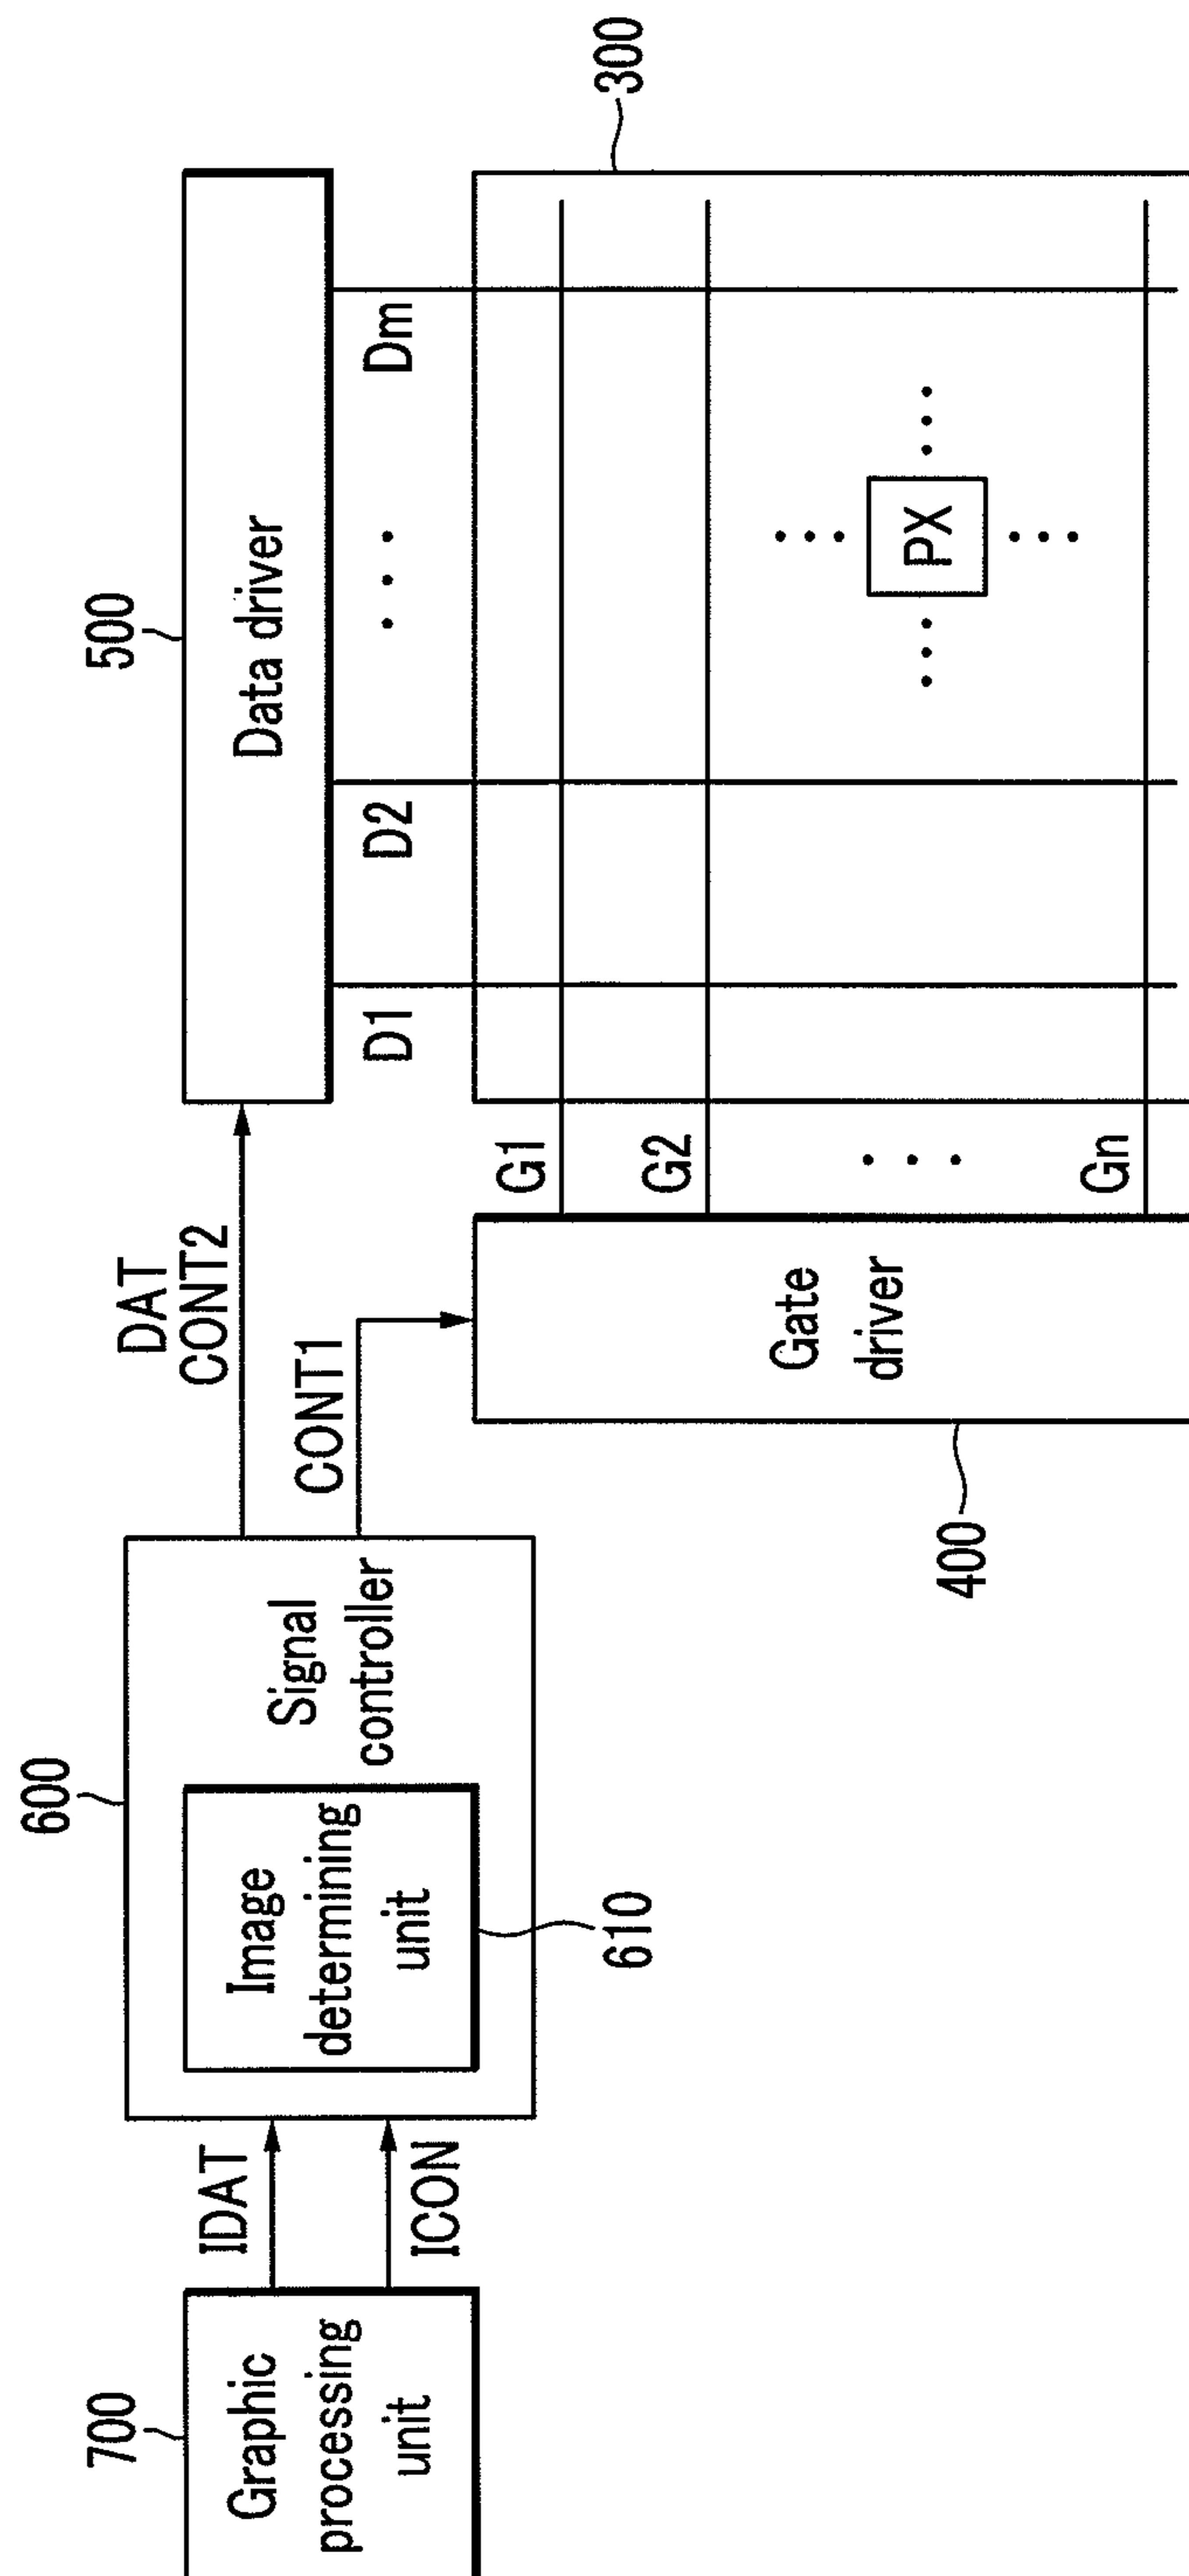 700
Graphic
processing
unit
IDAT
ICON
600
Signal
controller
Image
determining
unit
610
DAT
CONT2
CONT1
500
Data driver
D1
D2
• • •
Dm
400
Gate
driver
G1
G2
• • •
Gn
300
PX